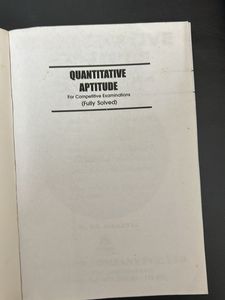 QUANTITATIVE
APTITUDE
For Competitive Examinations
(Fully Solved)